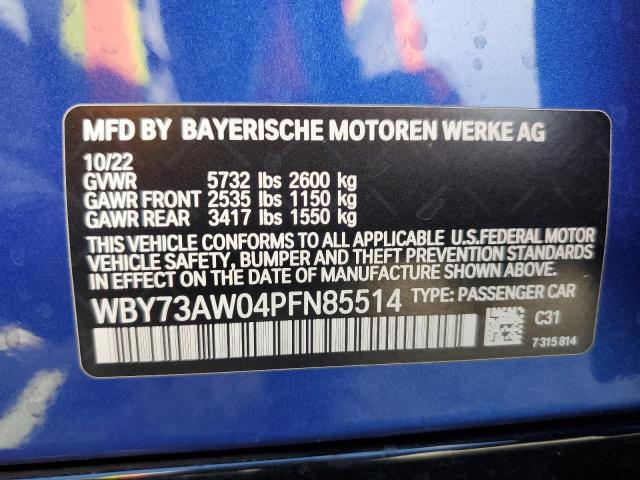 MFD BY BAYERISCHE MOTOREN WERKE AG
10/22
GVWR 5732 lbs 2600 kg
GAWR FRONT 2535 lbs 1150 kg
GAWR REAR 3417 lbs 1550 kg
THIS VEHICLE CONFORMS TO ALL APPLICABLE U.S.FEDERAL MOTOR
VEHICLE SAFETY, BUMPER AND THEFT PREVENTION STANDARDS
IN EFFECT ON THE DATE OF MANUFACTURE SHOWN ABOVE.
WBY73AW04PFN85514 TYPE: PASSENGER CAR
C31
7315814